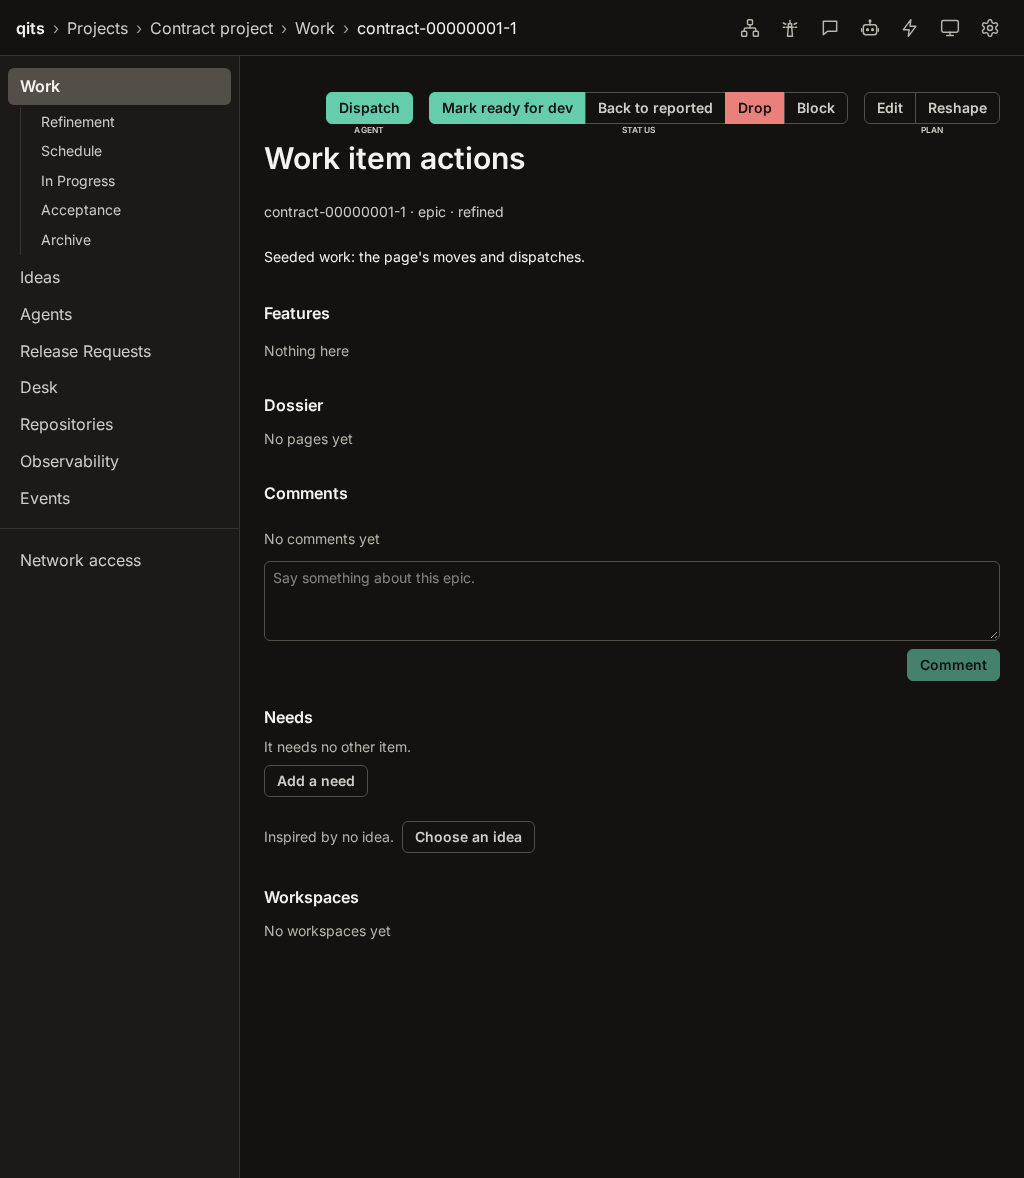 qits › Projects › Contract project › Work › contract-00000001-1
Work
Refinement
Schedule
In Progress
Acceptance
Archive
Ideas
Agents
Release Requests
Desk
Repositories
Observability
Events
Network access
Dispatch
AGENT
Mark ready for dev Back to reported Drop Block
STATUS
Edit Reshape
PLAN
Work item actions
contract-00000001-1 · epic · refined
Seeded work: the page's moves and dispatches.
Features
Nothing here
Dossier
No pages yet
Comments
No comments yet
Say something about this epic.
Comment
Needs
It needs no other item.
Add a need
Inspired by no idea. Choose an idea
Workspaces
No workspaces yet